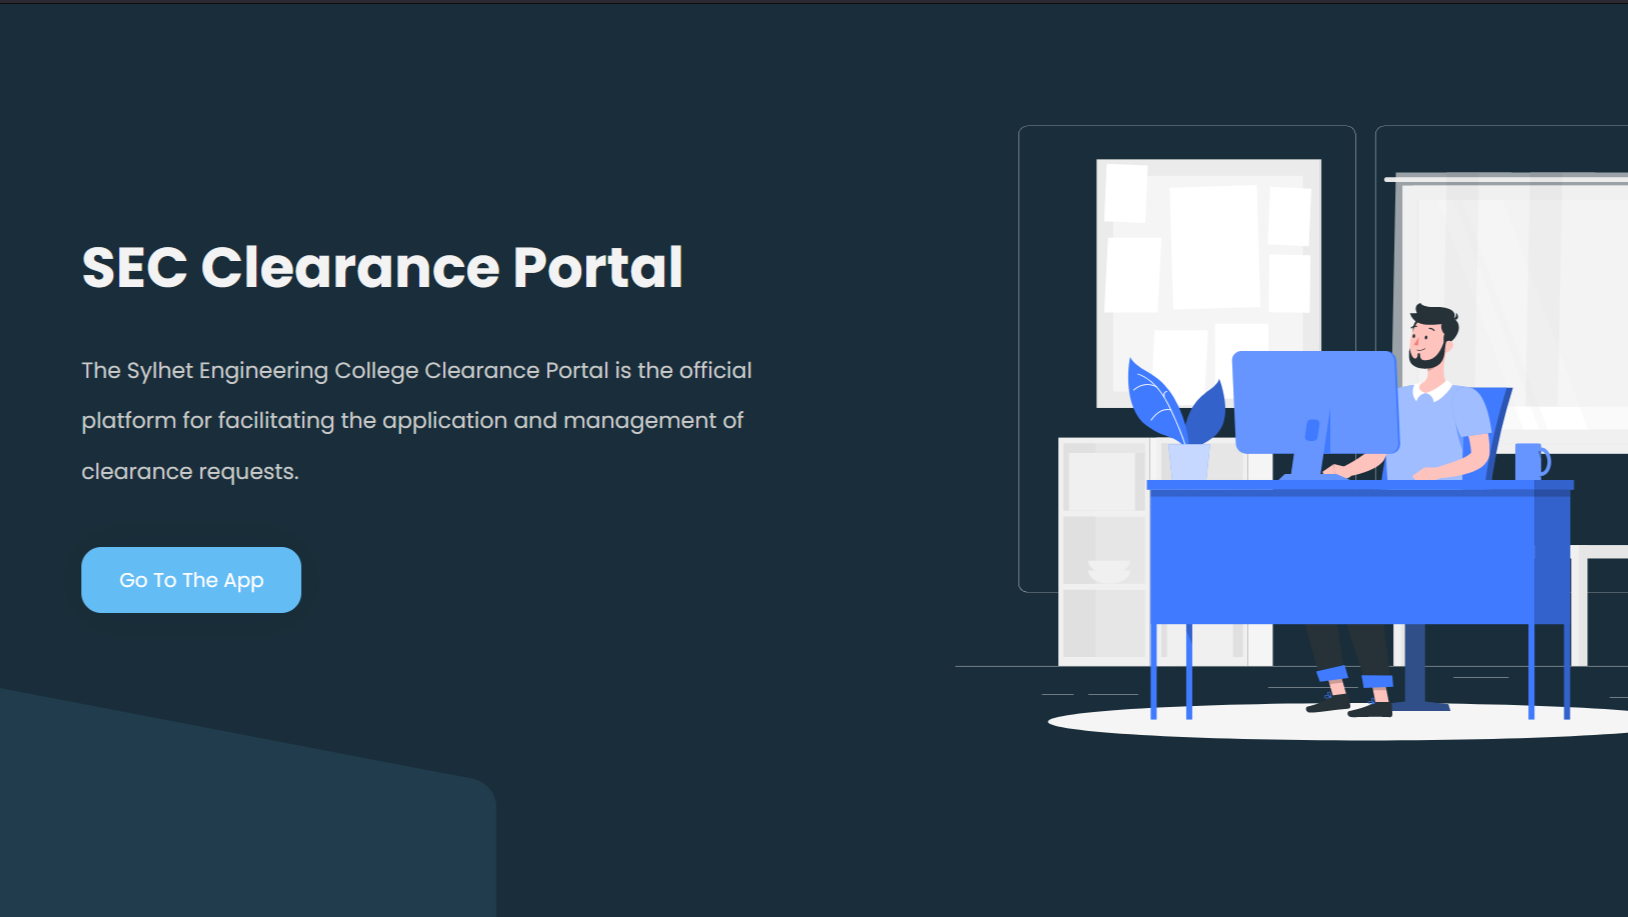 SEC Clearance Portal
The Sylhet Engineering College Clearance Portal is the official
platform for facilitating the application and management of
clearance requests.
Go To The App